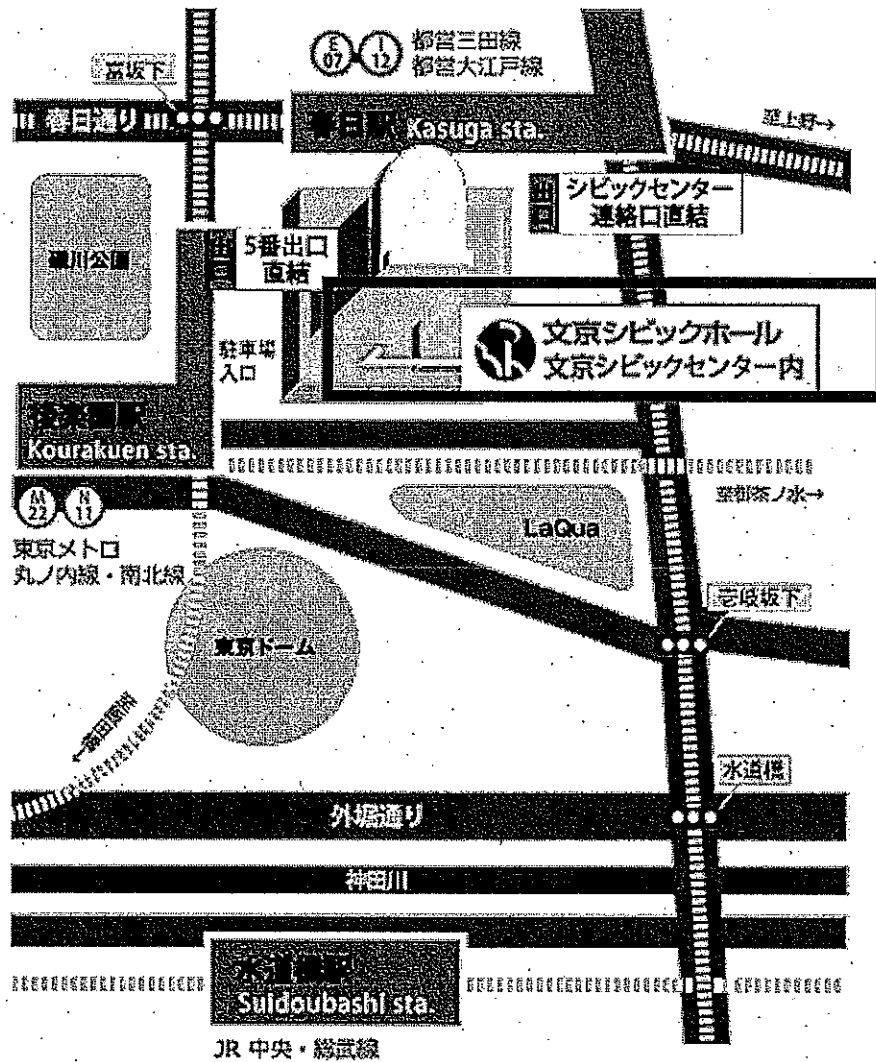 E
07
I
12
都営三田線
都営大江戸線
富坂下
春日通り
春日駅 Kasuga sta.
至上野→
出口
シビックセンター
連絡口直結
礫川公園
出口
5番出口
直結
文京シビックホール
文京シビックセンター内
駐車場
入口
後楽園駅
Kourakuen sta.
M
22
N
11
至御茶ノ水→
LaQua
東京メトロ
丸ノ内線・南北線
壱岐坂下
東京ドーム
水道橋
外堀通り
神田川
水道橋駅
Suidoubashi sta.
JR 中央・総武線